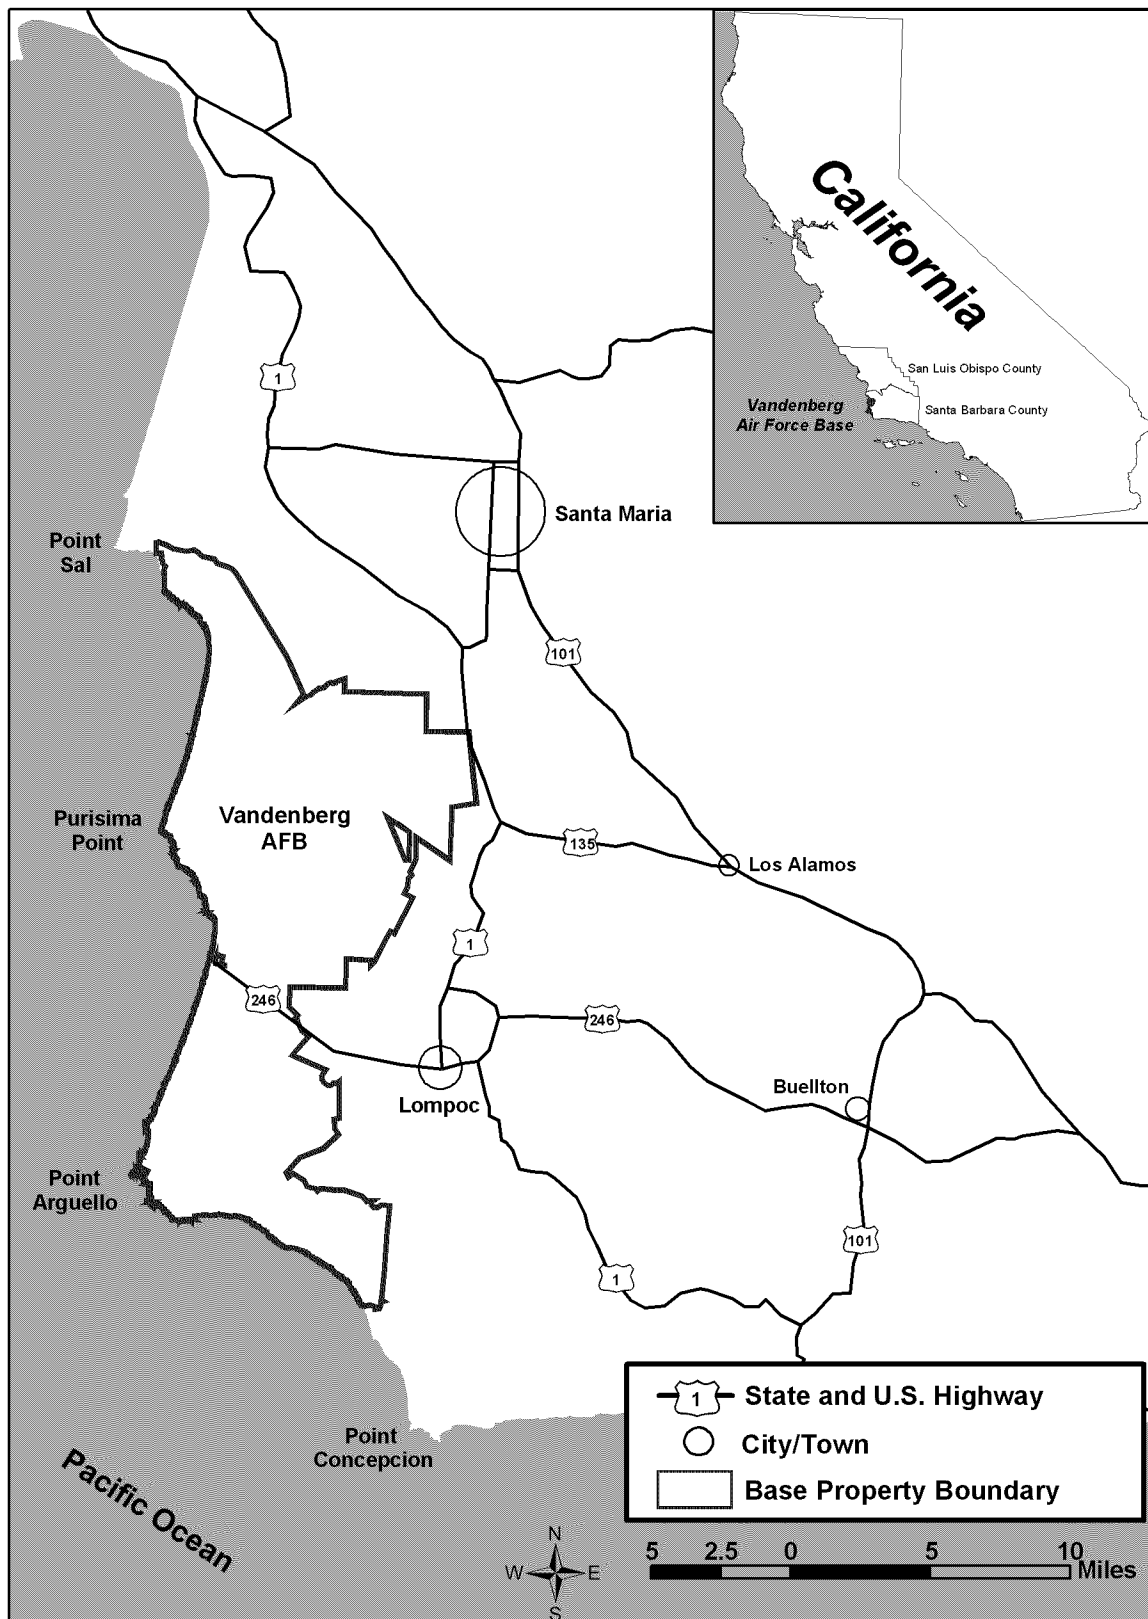 California
San Luis Obispo County
Santa Barbara County
Vandenberg
Air Force Base
1
Santa Maria
Point
Sal
101
Purisima
Point
Vandenberg
AFB
135
Los Alamos
1
246
246
Buellton
Lompoc
Point
Arguello
101
1
1 State and U.S. Highway
City/Town
Base Property Boundary
Point
Concepcion
Pacific Ocean
N
W E
S
5 2.5 0 5 10
Miles